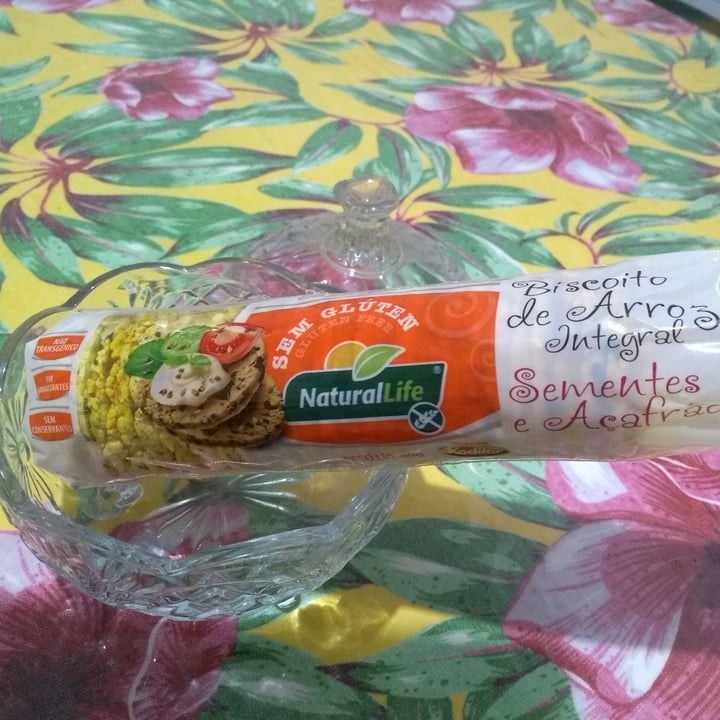 NÃO
TRANSGÊNICO
SEM
CONSERVANTES
SEM GLÚTEN
GLUTEN FREE
NaturalLife®
Biscoito
de Arroz
Integral
Sementes
e Açafrão